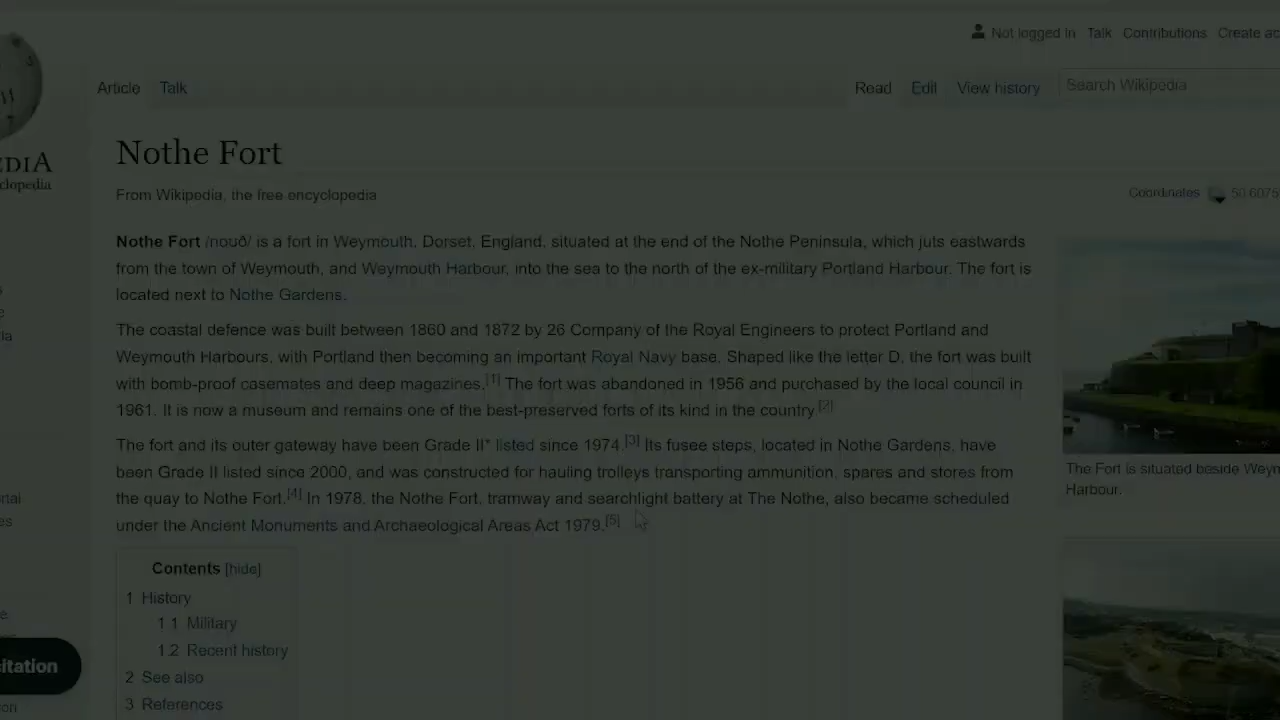 Not logged in Talk Contributions Create ac
Article Talk Read Edit View history Search Wikipedia
EDIA
clopedia
Nothe Fort
From Wikipedia, the free encyclopedia
Coordinates 50.6075
Nothe Fort /nouð/ is a fort in Weymouth, Dorset, England, situated at the end of the Nothe Peninsula, which juts eastwards
from the town of Weymouth, and Weymouth Harbour, into the sea to the north of the ex-military Portland Harbour. The fort is
located next to Nothe Gardens.
The coastal defence was built between 1860 and 1872 by 26 Company of the Royal Engineers to protect Portland and
Weymouth Harbours, with Portland then becoming an important Royal Navy base. Shaped like the letter D, the fort was built
with bomb-proof casemates and deep magazines.[1] The fort was abandoned in 1956 and purchased by the local council in
1961. It is now a museum and remains one of the best-preserved forts of its kind in the country.[2]
The fort and its outer gateway have been Grade II* listed since 1974.[3] Its fusee steps, located in Nothe Gardens, have
been Grade II listed since 2000, and was constructed for hauling trolleys transporting ammunition, spares and stores from
the quay to Nothe Fort.[4] In 1978, the Nothe Fort, tramway and searchlight battery at The Nothe, also became scheduled
under the Ancient Monuments and Archaeological Areas Act 1979.[5]
The Fort is situated beside Weyn
Harbour.
Contents [hide]
1 History
1.1 Military
1.2 Recent history
2 See also
3 References
itation